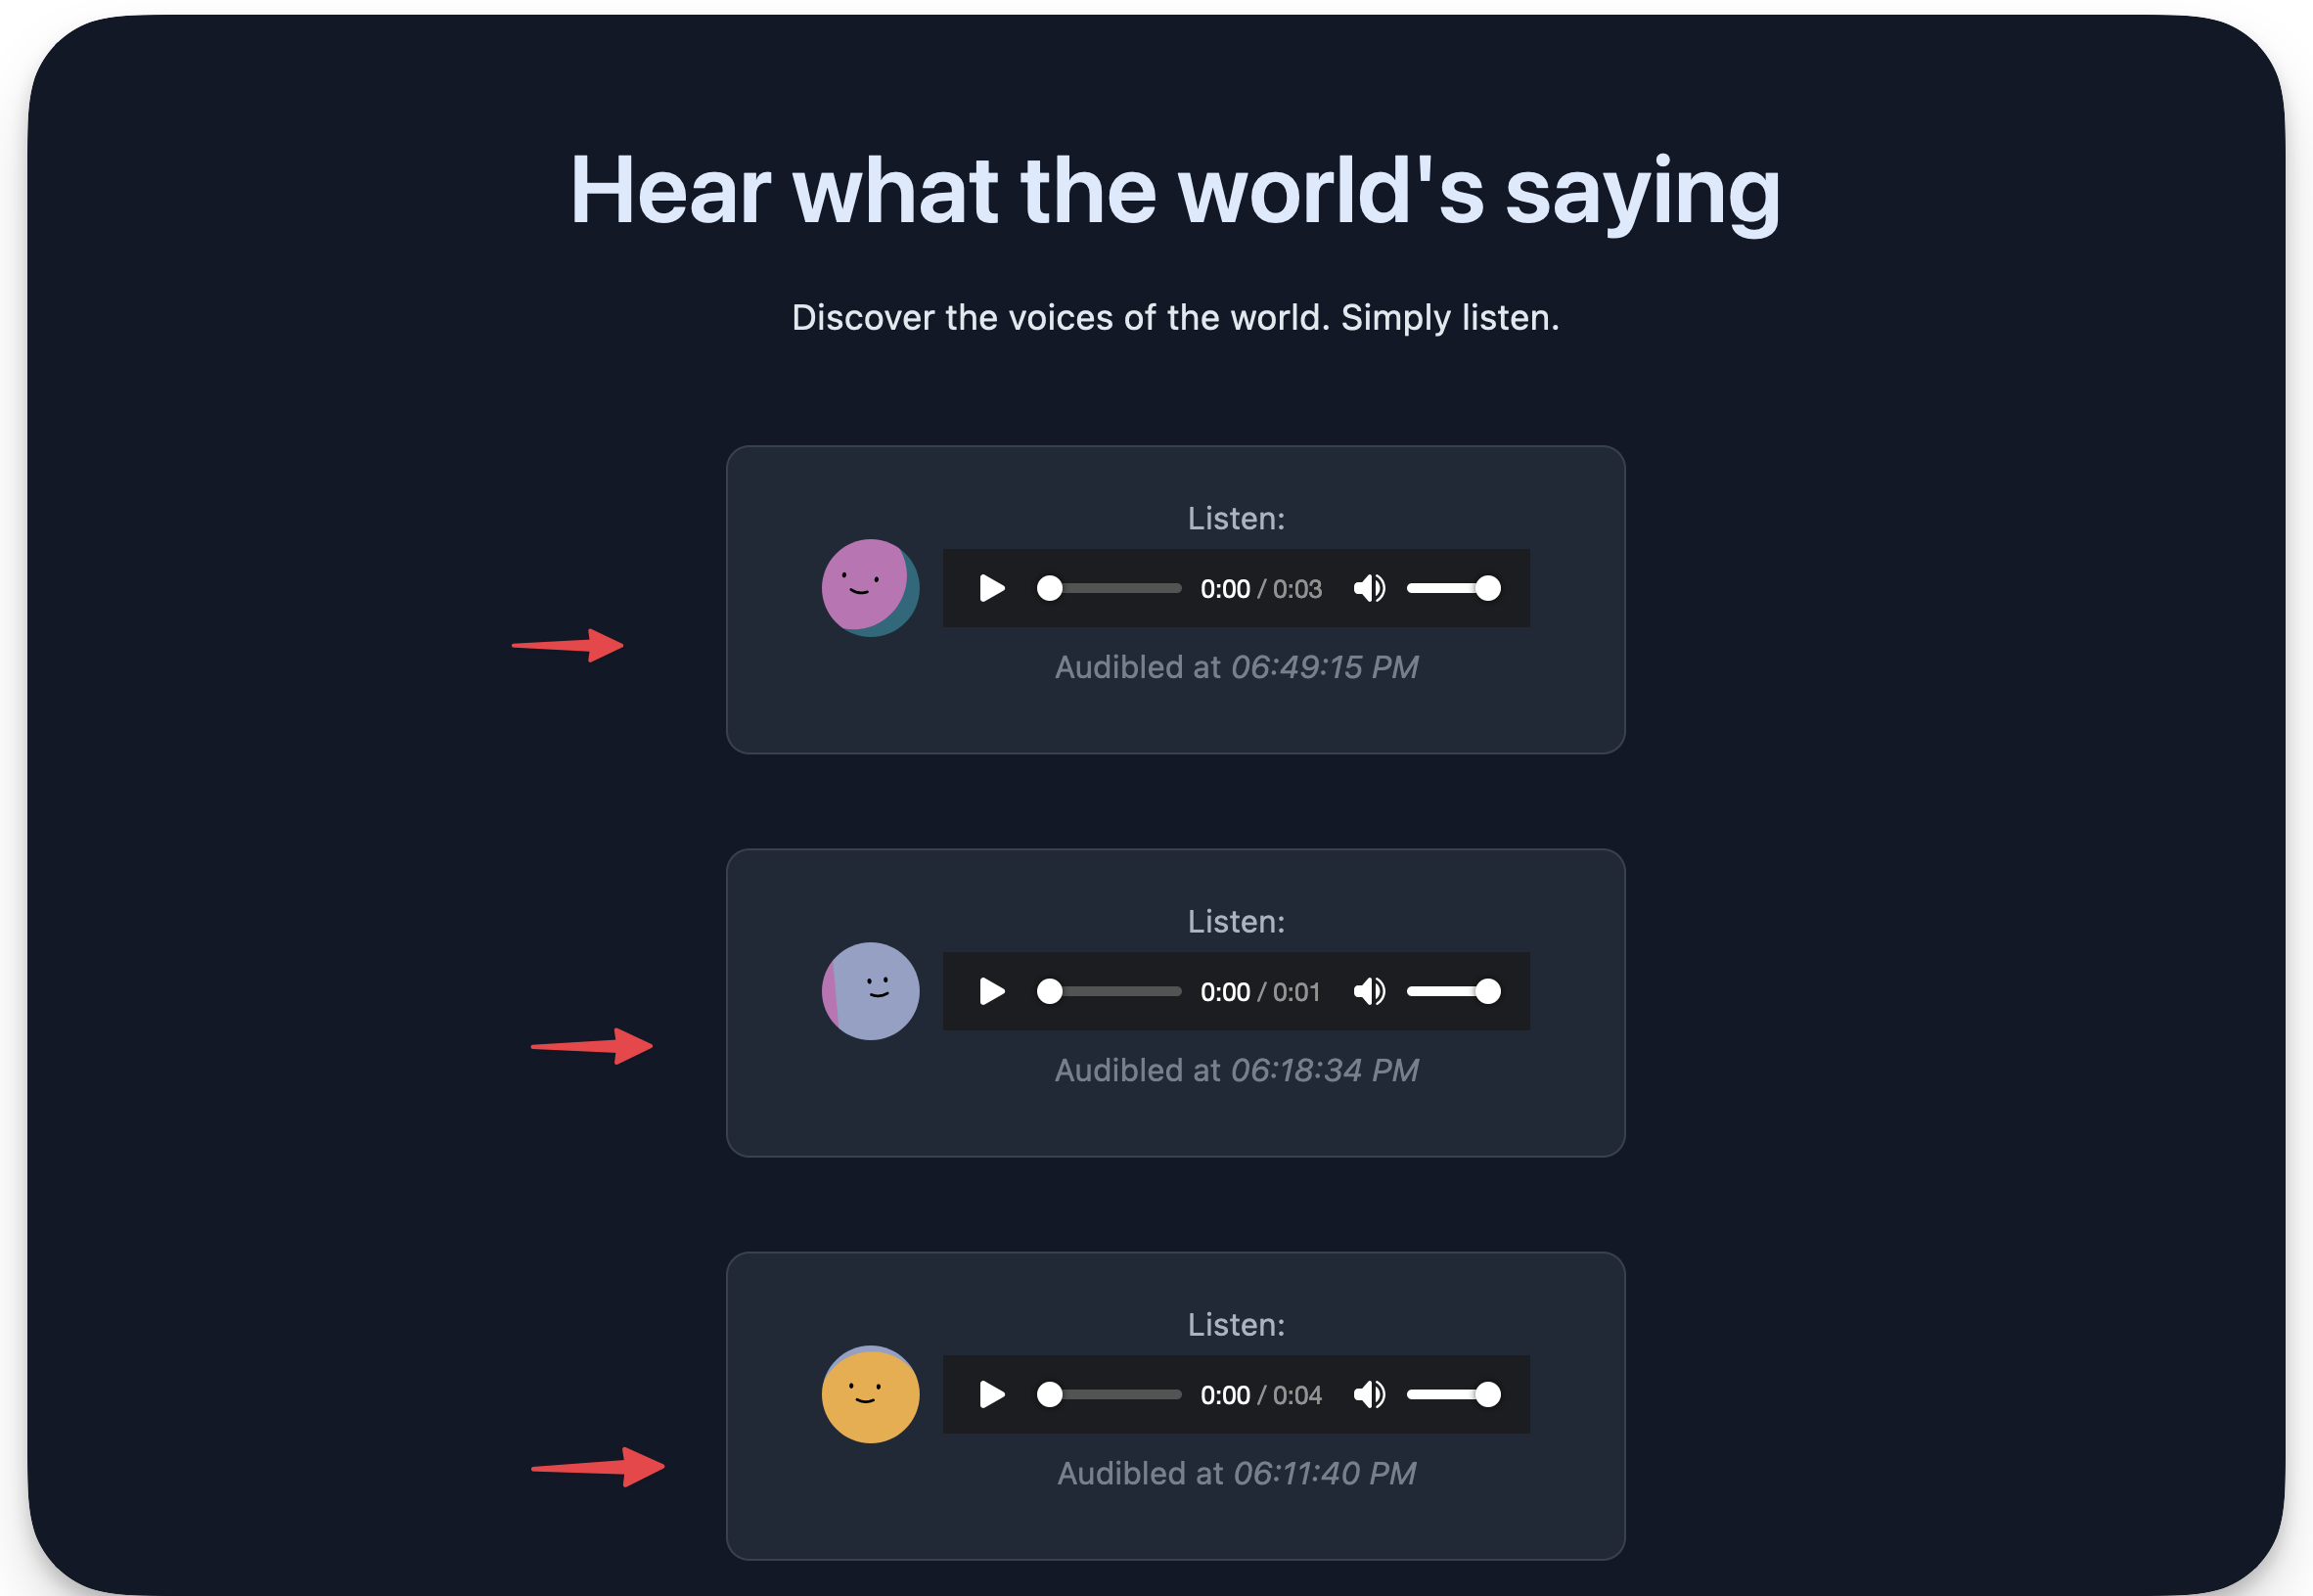 Hear what the world's saying
Discover the voices of the world. Simply listen.
Listen:
0:00 / 0:03
Audibled at 06:49:15 PM
Listen:
0:00 / 0:01
Audibled at 06:18:34 PM
Listen:
0:00 / 0:04
Audibled at 06:11:40 PM